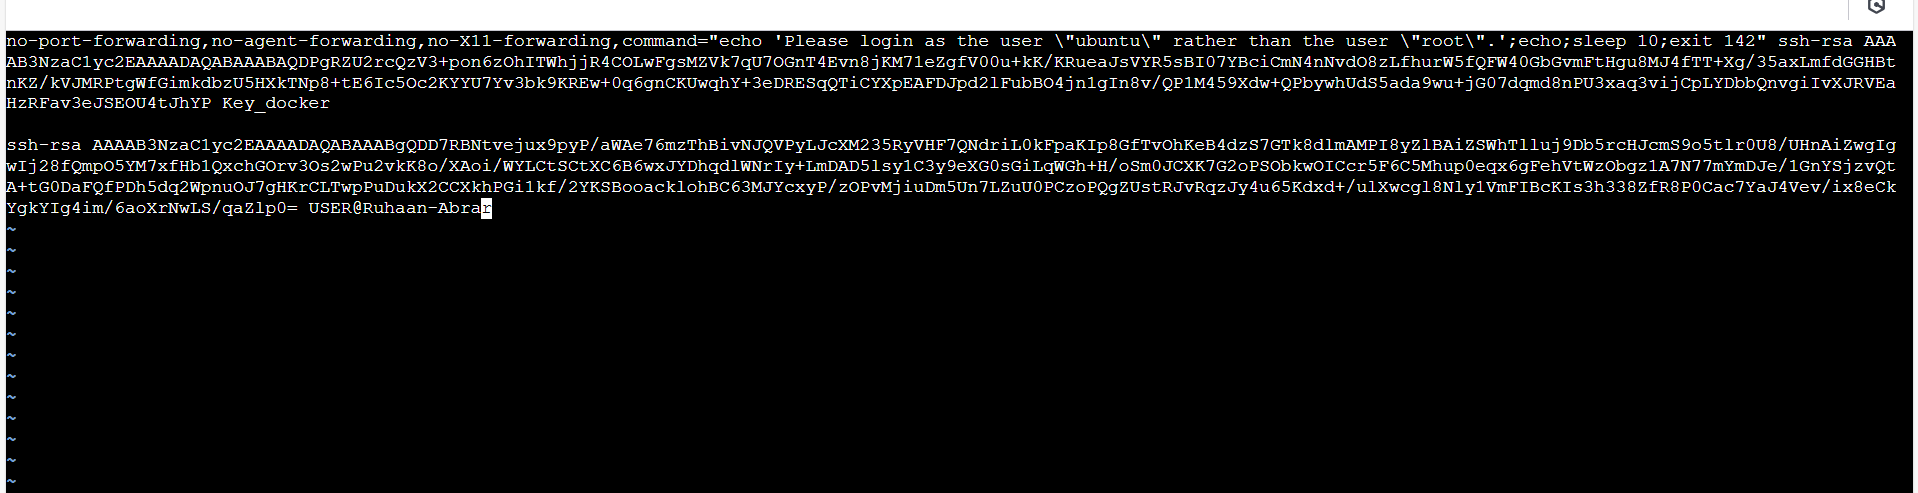 no-port-forwarding,no-agent-forwarding,no-X11-forwarding,command="echo 'Please login as the user \"ubuntu\" rather than the user \"root\".';echo;sleep 10;exit 142" ssh-rsa AAA
AB3NzaC1yc2EAAAADAQABAAABAQDPgRZU2rcQzV3+pon6zOhITWhjjR4COLwFgsMZVk7qU7OGnT4Evn8jKM71eZgfV00u+kK/KRueaJsVYR5sBI07YBciCmN4nNvdO8zLfhurW5fQFW40GbGvmFtHgu8MJ4fTT+Xg/35axLmfdGGHBt
nKZ/kVJMRPtgWfGimkdbzU5HXkTNp8+tE6Ic5Oc2KYYU7Yv3bk9KREw+0q6gnCKUwqhY+3eDRESqQTiCYXpEAFDJpd2lFubBO4jn1gIn8v/QP1M459Xdw+QPbywhUdS5ada9wu+jG07dqmd8nPU3xaq3vijCpLYDbbQnvgiIvXJRVEa
HzRFav3eJSEOU4tJhYP Key_docker
ssh-rsa AAAAB3NzaC1yc2EAAAADAQABAAABgQDD7RBNtvejux9pyP/aWAe76mzThBivNJQVPyLJcXM235RyVHF7QNdriL0kFpaKIp8GfTvOhKeB4dzS7GTk8dlmAMPI8yZlBAiZSWhTlluj9Db5rcHJcmS9o5tlr0U8/UHnAiZwgIg
wIj28fQmpO5YM7xfHb1QxchGOrv3Os2wPu2vkK8o/XAoi/WYLCtSCtXC6B6wxJYDhqdlWNrIy+LmDAD5lsy1C3y9eXG0sGiLqWGh+H/oSm0JCXK7G2oPSObkwOICcr5F6C5Mhup0eqx6gFehVtWzObgz1A7N77mYmDJe/1GnYSjzvQt
A+tG0DaFQfPDh5dq2WpnuOJ7gHKrCLTwpPuDukX2CCXkhPGi1kf/2YKSBooacklohBC63MJYcxyP/zOPvMjiuDm5Un7LZuU0PCzoPQgZUstRJvRqzJy4u65Kdxd+/ulXwcgl8Nly1VmFIBcKIs3h338ZfR8P0Cac7YaJ4Vev/ix8eCk
YgkYIg4im/6aoXrNwLS/qaZlp0= USER@Ruhaan-Abrar
~
~
~
~
~
~
~
~
~
~
~
~
~